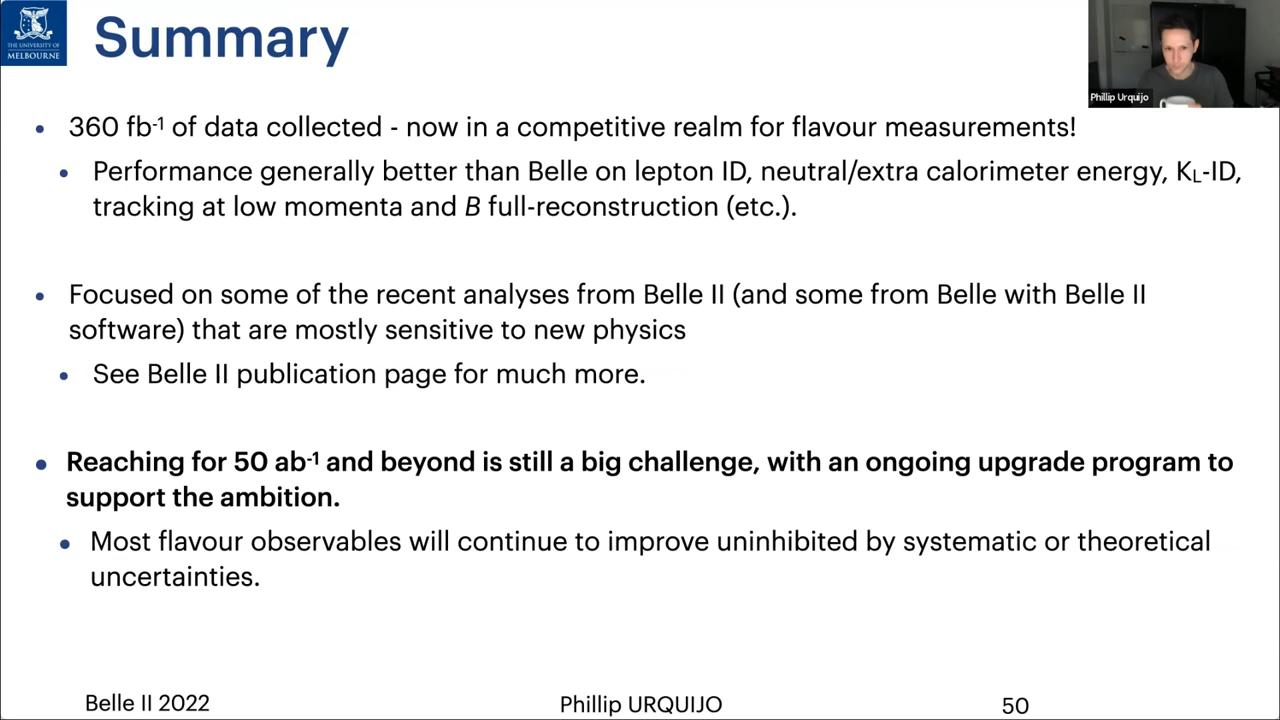 THE UNIVERSITY OF
MELBOURNE
Summary
Phillip Urquijo
• 360 fb⁻¹ of data collected - now in a competitive realm for flavour measurements!
• Performance generally better than Belle on lepton ID, neutral/extra calorimeter energy, K_L-ID,
tracking at low momenta and B full-reconstruction (etc.).
• Focused on some of the recent analyses from Belle II (and some from Belle with Belle II
software) that are mostly sensitive to new physics
• See Belle II publication page for much more.
• Reaching for 50 ab⁻¹ and beyond is still a big challenge, with an ongoing upgrade program to
support the ambition.
• Most flavour observables will continue to improve uninhibited by systematic or theoretical
uncertainties.
Belle II 2022
Phillip URQUIJO
50